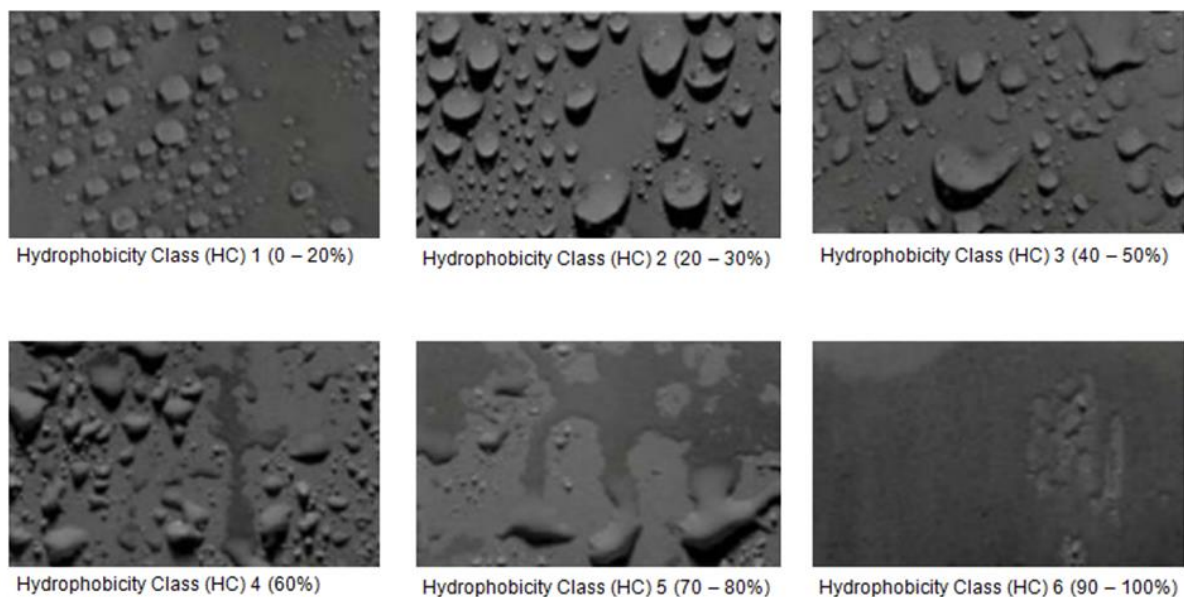 Hydrophobicity Class (HC) 1 (0 – 20%)
Hydrophobicity Class (HC) 2 (20 – 30%)
Hydrophobicity Class (HC) 3 (40 – 50%)
Hydrophobicity Class (HC) 4 (60%)
Hydrophobicity Class (HC) 5 (70 – 80%)
Hydrophobicity Class (HC) 6 (90 – 100%)